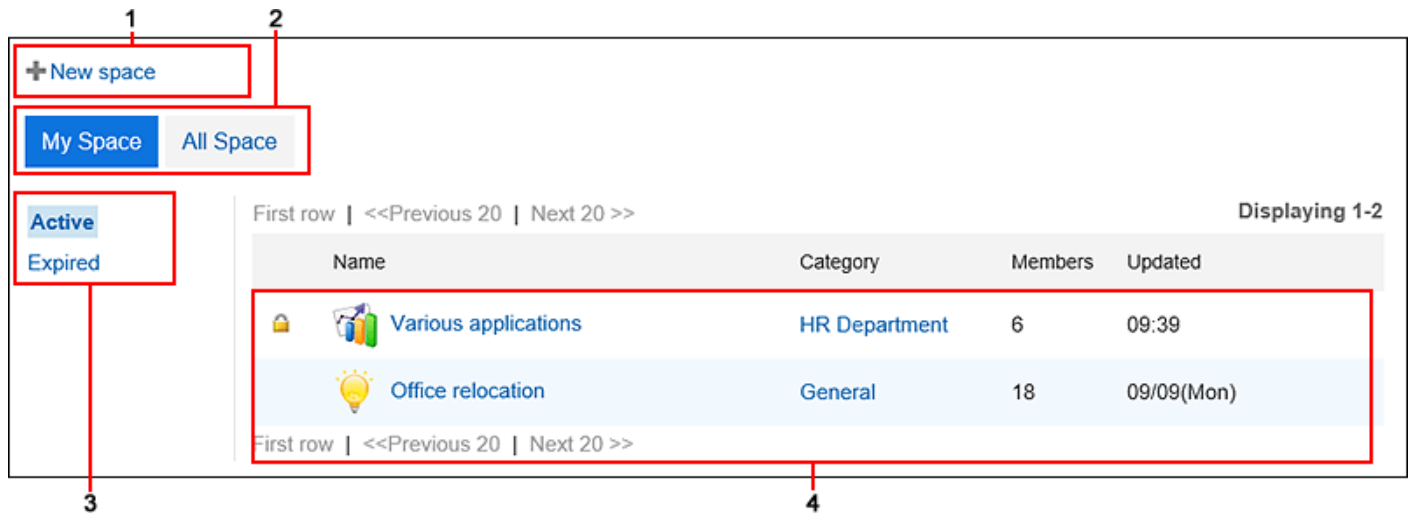 1 2
New space
My Space All Space
Active
Expired
First row | <<Previous 20 | Next 20 >> Displaying 1-2
Name Category Members Updated
Various applications HR Department 6 09:39
Office relocation General 18 09/09(Mon)
First row | <<Previous 20 | Next 20 >>
3 4